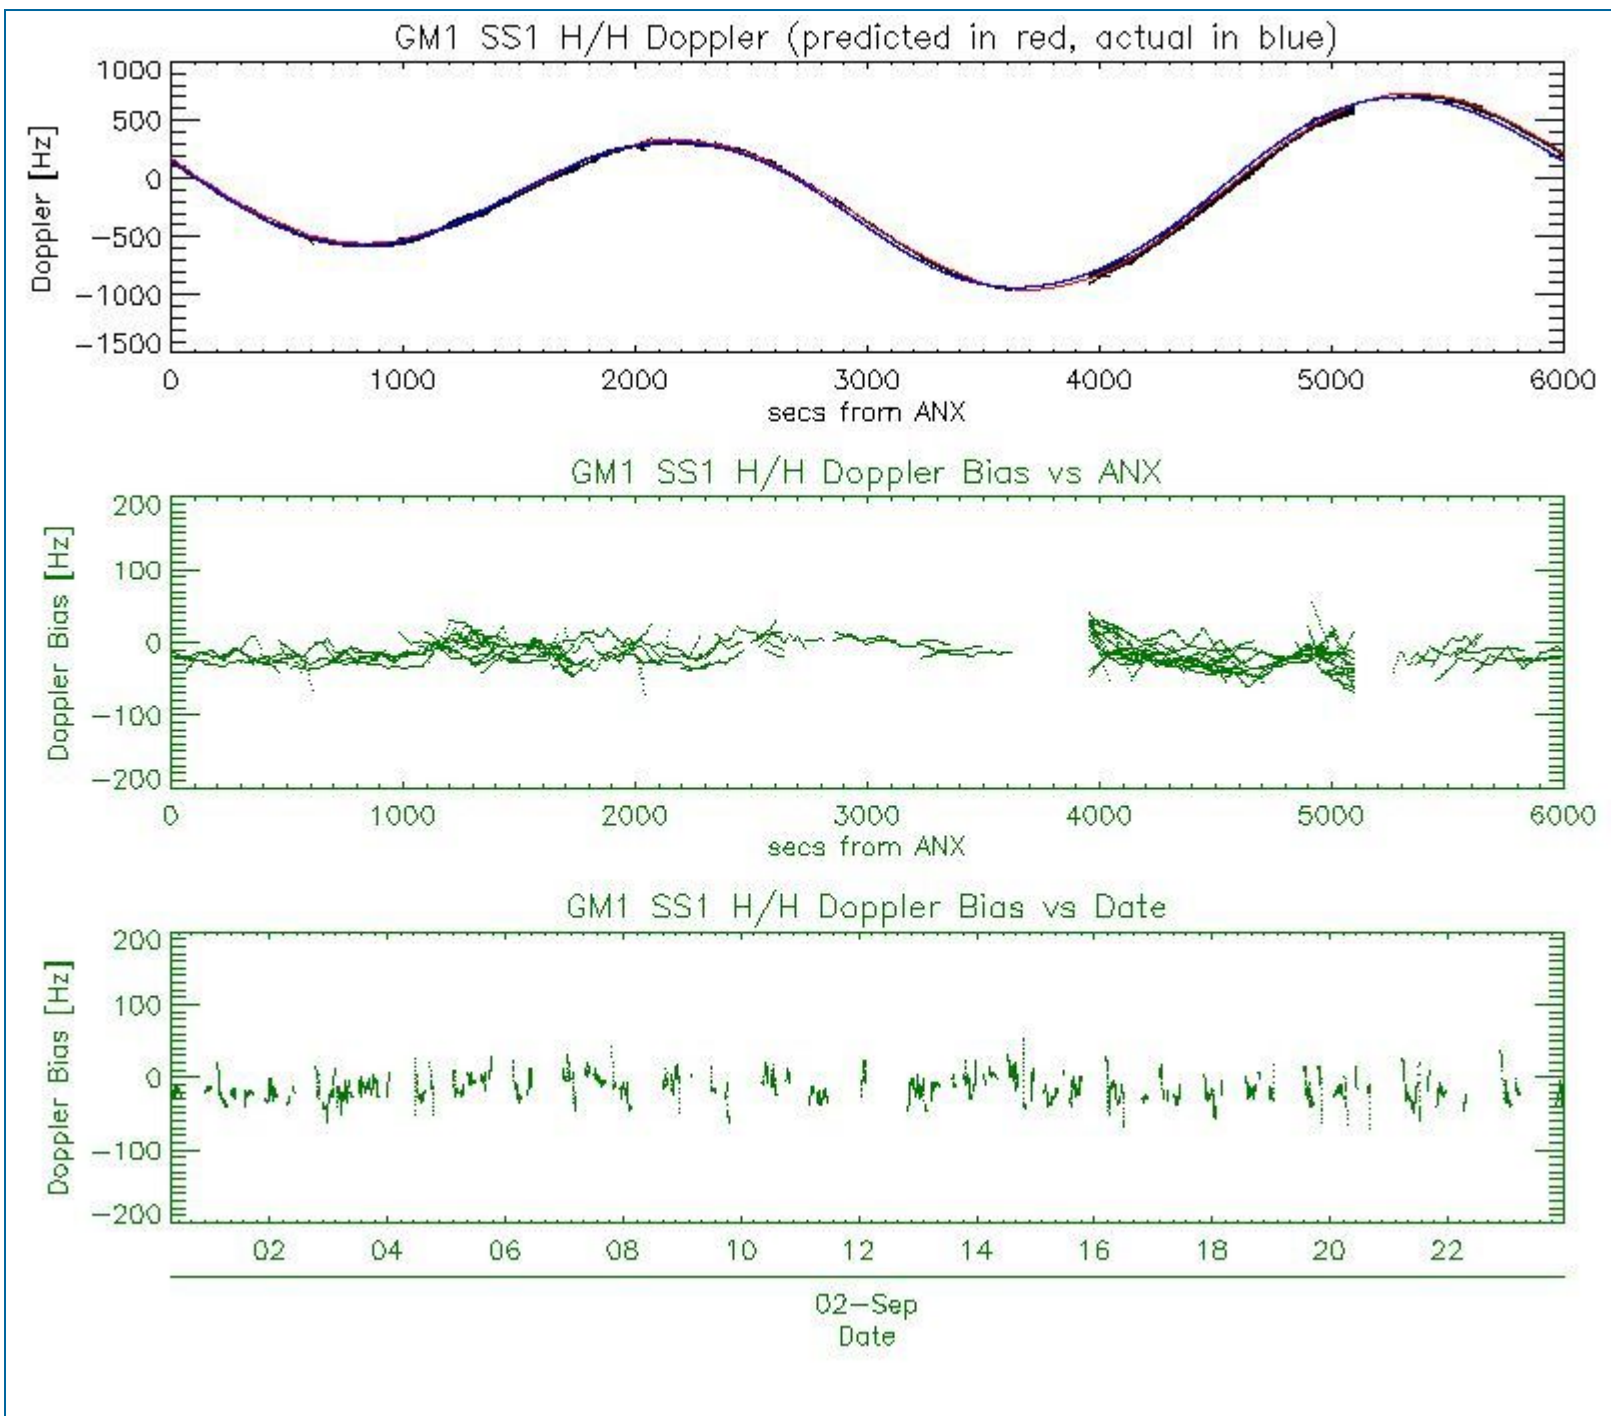 GM1 SS1 H/H Doppler (predicted in red, actual in blue)
1000
500
0
−500
−1000
−1500
Doppler [Hz]
0 1000 2000 3000 4000 5000 6000
secs from ANX
GM1 SS1 H/H Doppler Bias vs ANX
200
100
0
−100
−200
Doppler Bias [Hz]
0 1000 2000 3000 4000 5000 6000
secs from ANX
GM1 SS1 H/H Doppler Bias vs Date
200
100
0
−100
−200
Doppler Bias [Hz]
02 04 06 08 10 12 14 16 18 20 22
02−Sep
Date